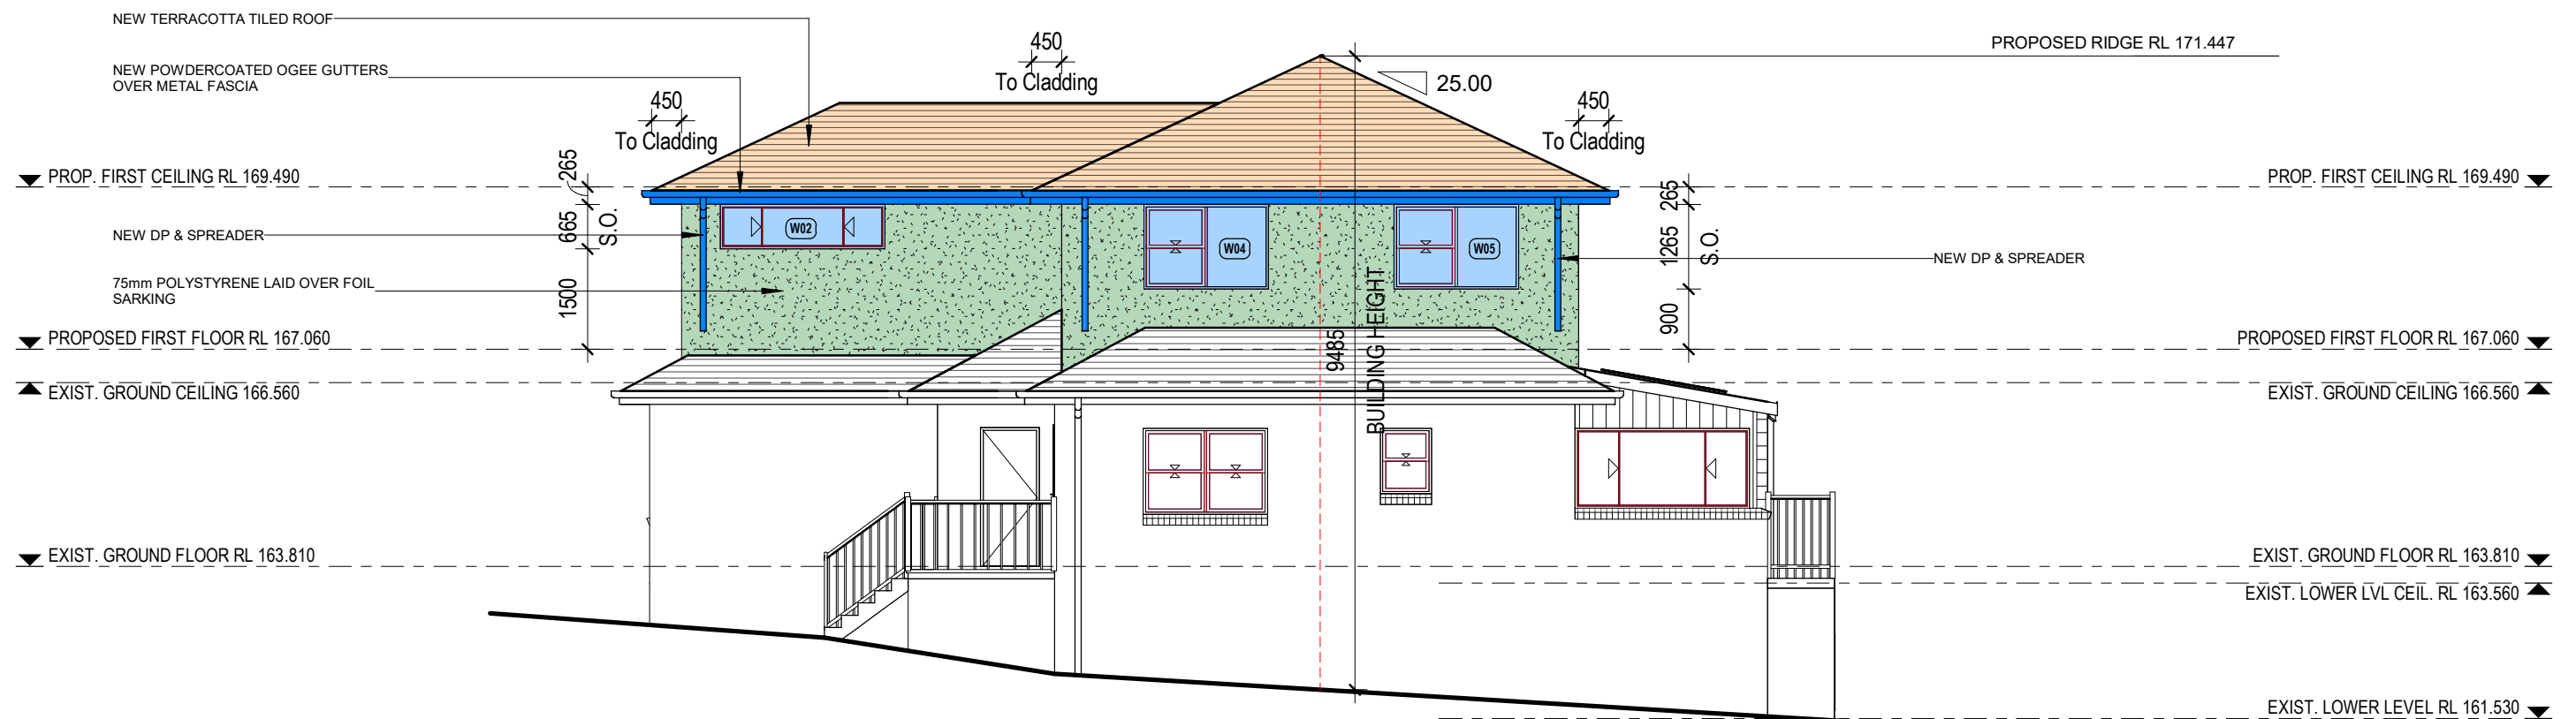 NEW TERRACOTTA TILED ROOF
NEW POWDERCOATED OGEE GUTTERS
OVER METAL FASCIA
450
To Cladding
450
To Cladding
PROPOSED RIDGE RL 171.447
25.00
450
To Cladding
PROP. FIRST CEILING RL 169.490
265
265
PROP. FIRST CEILING RL 169.490
NEW DP & SPREADER
665
S.O.
W02
W04
W05
1265
S.O.
NEW DP & SPREADER
75mm POLYSTYRENE LAID OVER FOIL
SARKING
1500
900
PROPOSED FIRST FLOOR RL 167.060
9485
BUILDING HEIGHT
PROPOSED FIRST FLOOR RL 167.060
EXIST. GROUND CEILING 166.560
EXIST. GROUND CEILING 166.560
EXIST. GROUND FLOOR RL 163.810
EXIST. GROUND FLOOR RL 163.810
EXIST. LOWER LVL CEIL. RL 163.560
EXIST. LOWER LEVEL RL 161.530